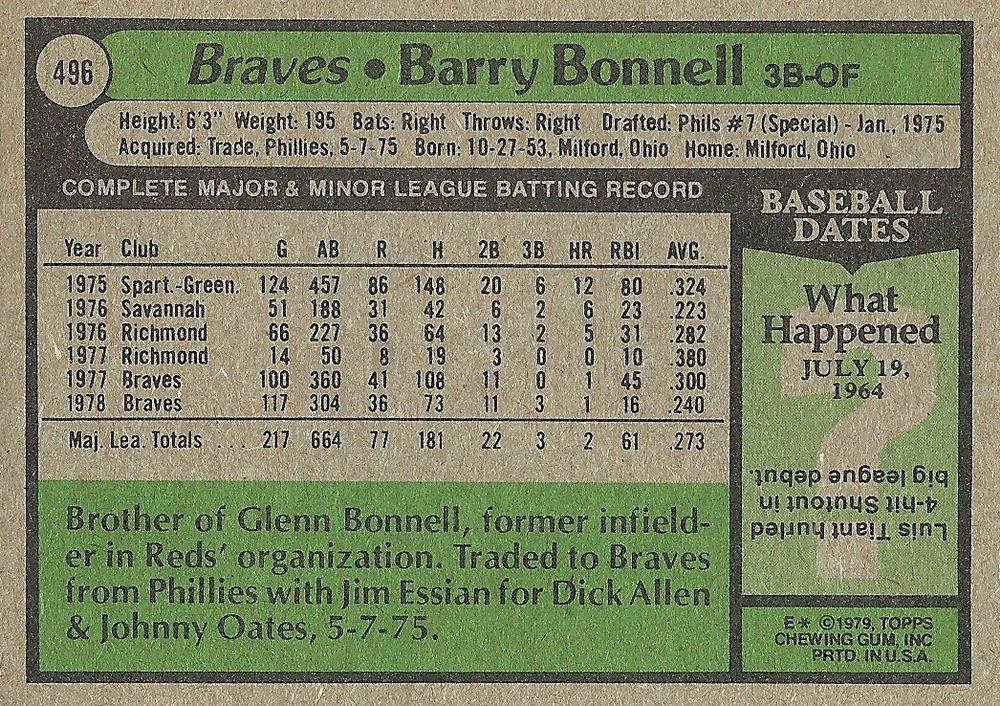 496
Braves • Barry Bonnell 3B-OF
Height: 6'3" Weight: 195 Bats: Right Throws: Right Drafted: Phils #7 (Special) - Jan., 1975
Acquired: Trade, Phillies, 5-7-75 Born: 10-27-53, Milford, Ohio Home: Milford, Ohio
COMPLETE MAJOR & MINOR LEAGUE BATTING RECORD
Year Club G AB R H 2B 3B HR RBI AVG.
1975 Spart.-Green. 124 457 86 148 20 6 12 80 .324
1976 Savannah 51 188 31 42 6 2 6 23 .223
1976 Richmond 66 227 36 64 13 2 5 31 .282
1977 Richmond 14 50 8 19 3 0 0 10 .380
1977 Braves 100 360 41 108 11 0 1 45 .300
1978 Braves 117 304 36 73 11 3 1 16 .240
Maj. Lea. Totals ... 217 664 77 181 22 3 2 61 .273
Brother of Glenn Bonnell, former infield-
er in Reds' organization. Traded to Braves
from Phillies with Jim Essian for Dick Allen
& Johnny Oates, 5-7-75.
BASEBALL
DATES
What
Happened
JULY 19,
1964
?
Luis Tiant hurled
4-hit Shutout in
big league debut.
E* ©1979, TOPPS
CHEWING GUM, INC
PRTD. IN U.S.A.